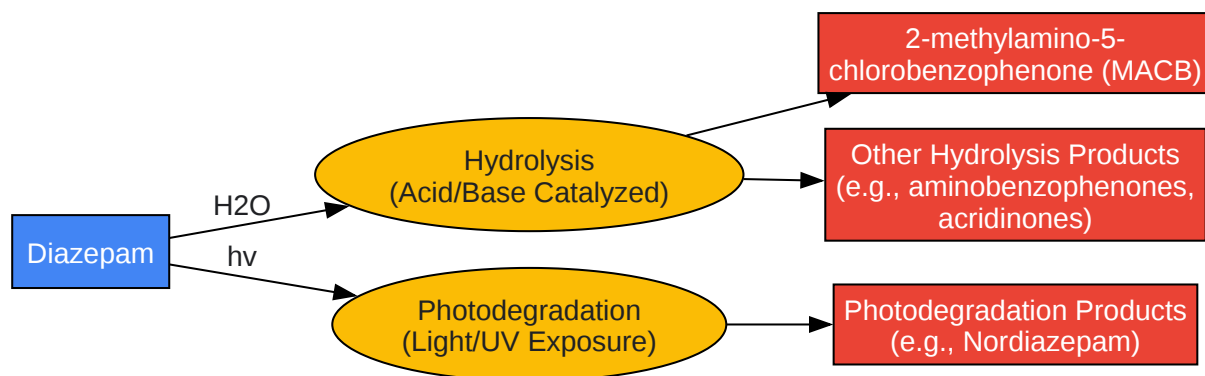 Diazepam
H2O
hv
Hydrolysis
(Acid/Base Catalyzed)
Photodegradation
(Light/UV Exposure)
2-methylamino-5-
chlorobenzophenone (MACB)
Other Hydrolysis Products
(e.g., aminobenzophenones,
acridinones)
Photodegradation Products
(e.g., Nordiazepam)